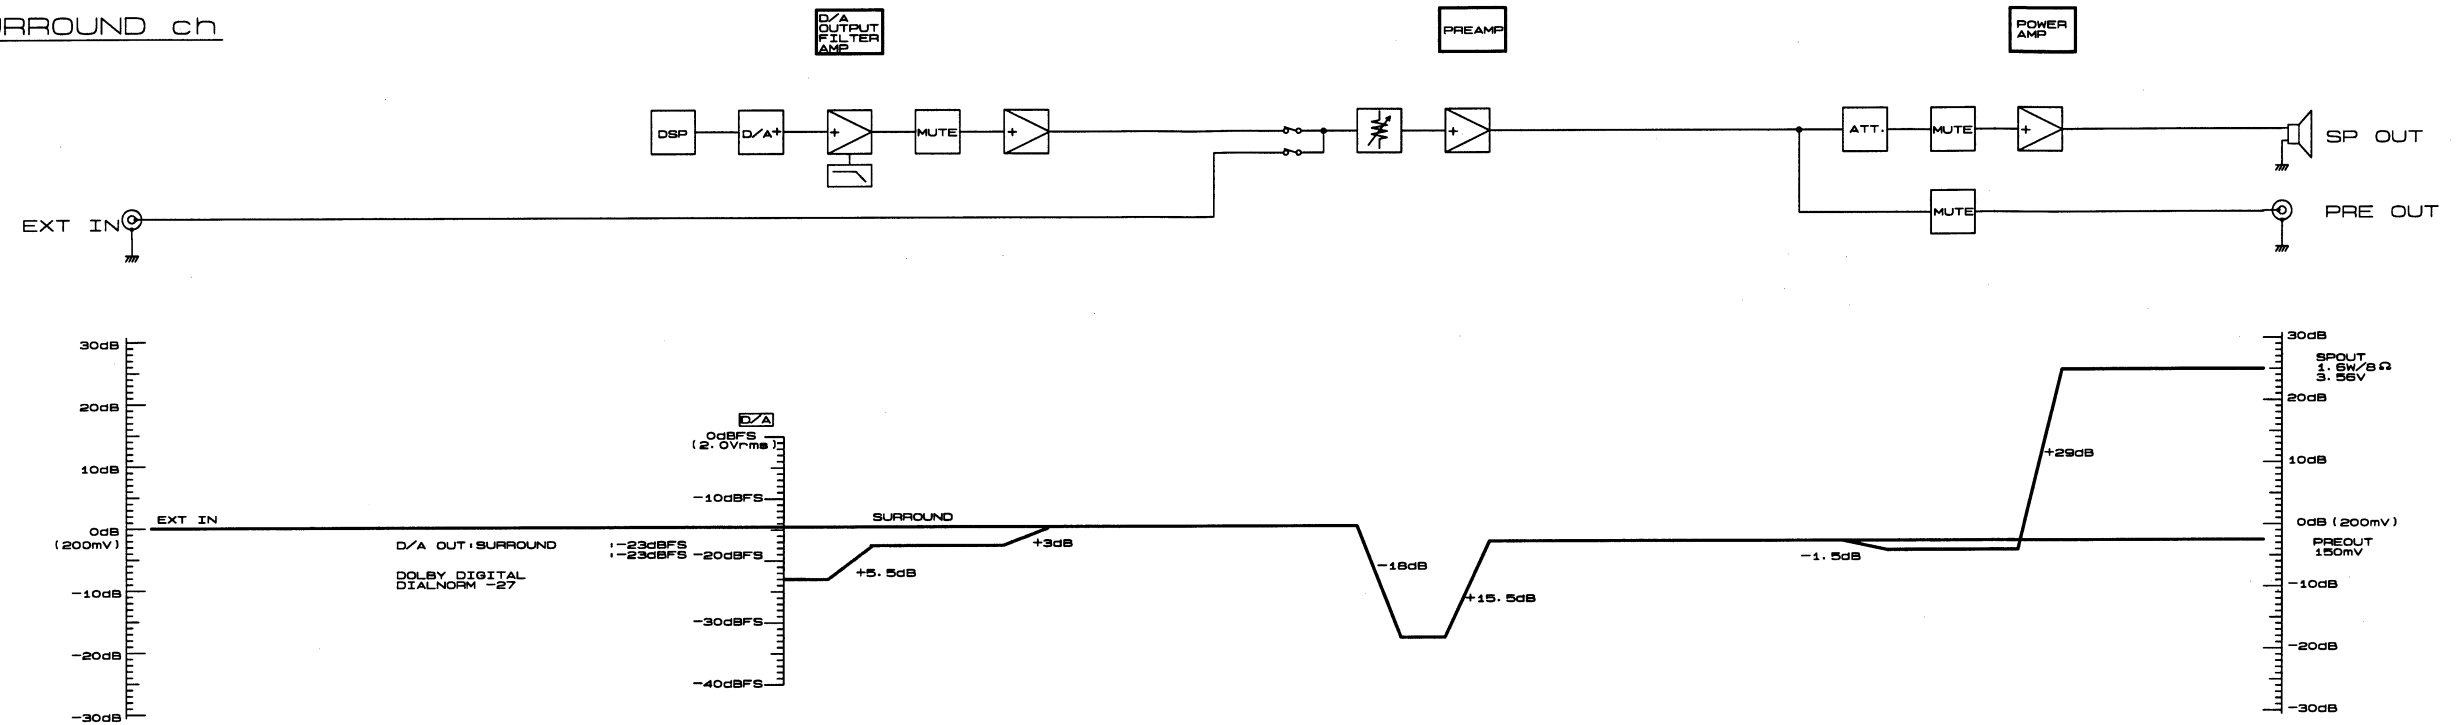 RROUND ch
D/A
OUTPUT
FILTER
AMP
PREAMP
POWER
AMP
DSP
D/A+
+
MUTE
+
+
ATT.
MUTE
+
SP OUT
EXT IN
MUTE
PRE OUT
30dB
20dB
10dB
0dB
(200mV)
-10dB
-20dB
-30dB
EXT IN
D/A OUT:SURROUND :-23dBFS
:-23dBFS
DOLBY DIGITAL
DIALNORM -27
D/A
0dBFS
(2.0Vrms)
-10dBFS
-20dBFS
-30dBFS
-40dBFS
SURROUND
+5.5dB
+3dB
-18dB
+15.5dB
-1.5dB
+29dB
30dB
SPOUT
1.6W/8Ω
3.56V
20dB
10dB
0dB (200mV)
PREOUT
150mV
-10dB
-20dB
-30dB